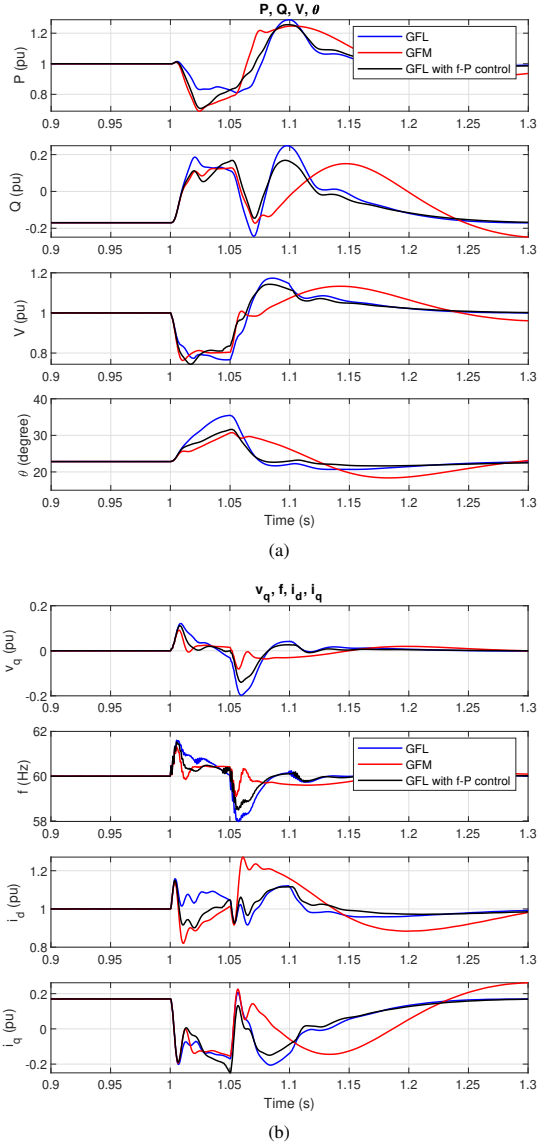 P, Q, V, θ
P (pu)
1.2
1
0.8
GFL
GFM
GFL with f-P control
0.9 0.95 1 1.05 1.1 1.15 1.2 1.25 1.3
Q (pu)
0.2
0
-0.2
0.9 0.95 1 1.05 1.1 1.15 1.2 1.25 1.3
V (pu)
1.2
1
0.8
0.9 0.95 1 1.05 1.1 1.15 1.2 1.25 1.3
θ (degree)
40
30
20
0.9 0.95 1 1.05 1.1 1.15 1.2 1.25 1.3
Time (s)
(a)
v_q, f, i_d, i_q
v_q (pu)
0.2
0
-0.2
0.9 0.95 1 1.05 1.1 1.15 1.2 1.25 1.3
f (Hz)
62
60
58
GFL
GFM
GFL with f-P control
0.9 0.95 1 1.05 1.1 1.15 1.2 1.25 1.3
i_d (pu)
1.2
1
0.8
0.9 0.95 1 1.05 1.1 1.15 1.2 1.25 1.3
i_q (pu)
0.2
0
-0.2
0.9 0.95 1 1.05 1.1 1.15 1.2 1.25 1.3
Time (s)
(b)